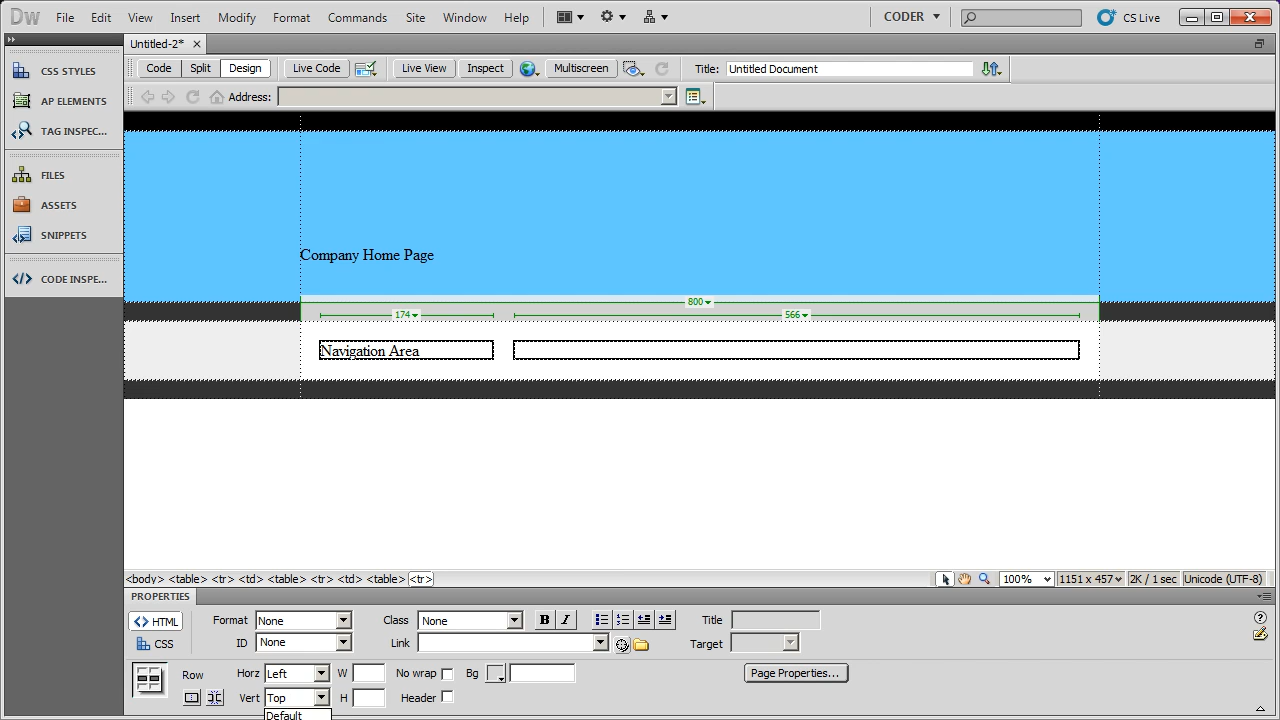 Dw File Edit View Insert Modify Format Commands Site Window Help CODER CS Live
Untitled-2*
Code Split Design Live Code Live View Inspect Multiscreen Title: Untitled Document
Address:
CSS STYLES
AP ELEMENTS
TAG INSPEC...
FILES
ASSETS
SNIPPETS
CODE INSPE...
Company Home Page
800
174 566
Navigation Area
<body> <table> <tr> <td> <table> <tr> <td> <table> <tr> 100% 1151 x 457 2K / 1 sec Unicode (UTF-8)
PROPERTIES
HTML Format None Class None B I Title
CSS ID None Link Target
Row Horz Left W No wrap Bg Page Properties...
Vert Top H Header
Default